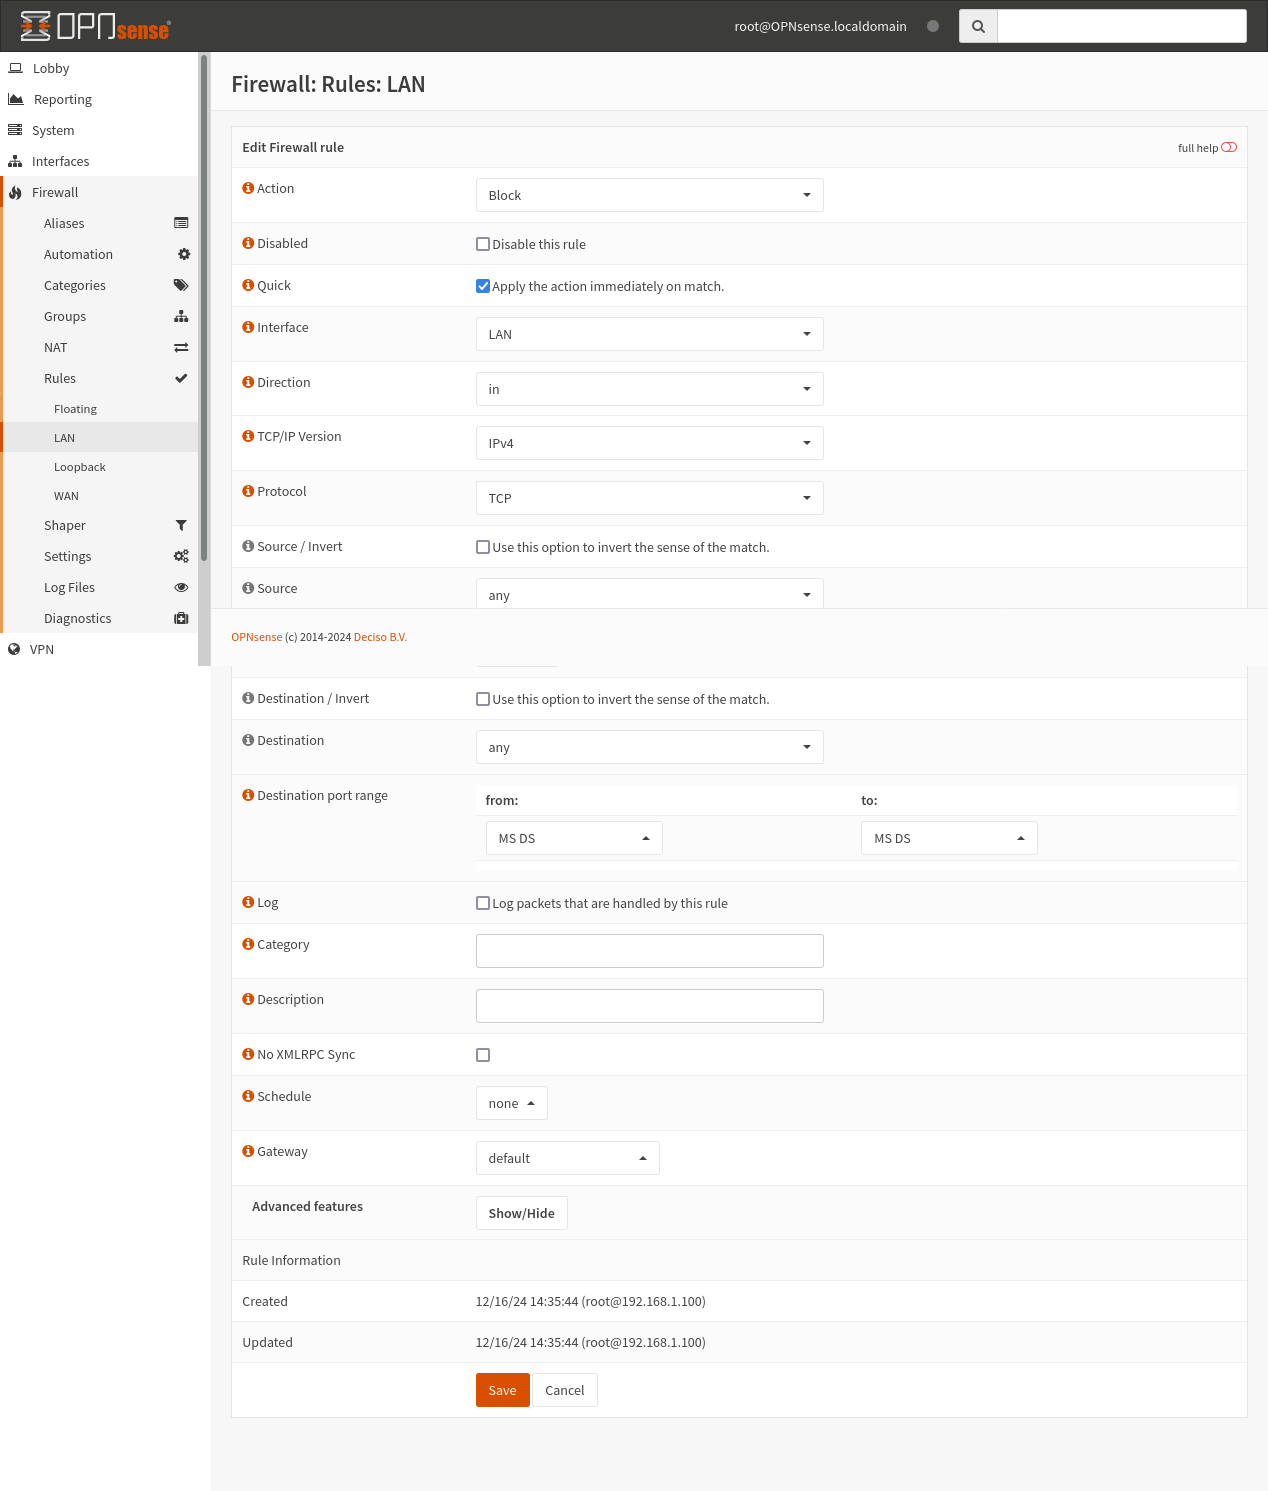 OPNsense®
root@OPNsense.localdomain
Lobby
Reporting
System
Interfaces
Firewall
Aliases
Automation
Categories
Groups
NAT
Rules
Floating
LAN
Loopback
WAN
Shaper
Settings
Log Files
Diagnostics
VPN
Firewall: Rules: LAN
Edit Firewall rule full help
Action Block
Disabled Disable this rule
Quick Apply the action immediately on match.
Interface LAN
Direction in
TCP/IP Version IPv4
Protocol TCP
Source / Invert Use this option to invert the sense of the match.
Source any
OPNsense (c) 2014-2024 Deciso B.V.
Destination / Invert Use this option to invert the sense of the match.
Destination any
Destination port range from: to:
MS DS MS DS
Log Log packets that are handled by this rule
Category
Description
No XMLRPC Sync
Schedule none
Gateway default
Advanced features Show/Hide
Rule Information
Created 12/16/24 14:35:44 (root@192.168.1.100)
Updated 12/16/24 14:35:44 (root@192.168.1.100)
Save Cancel